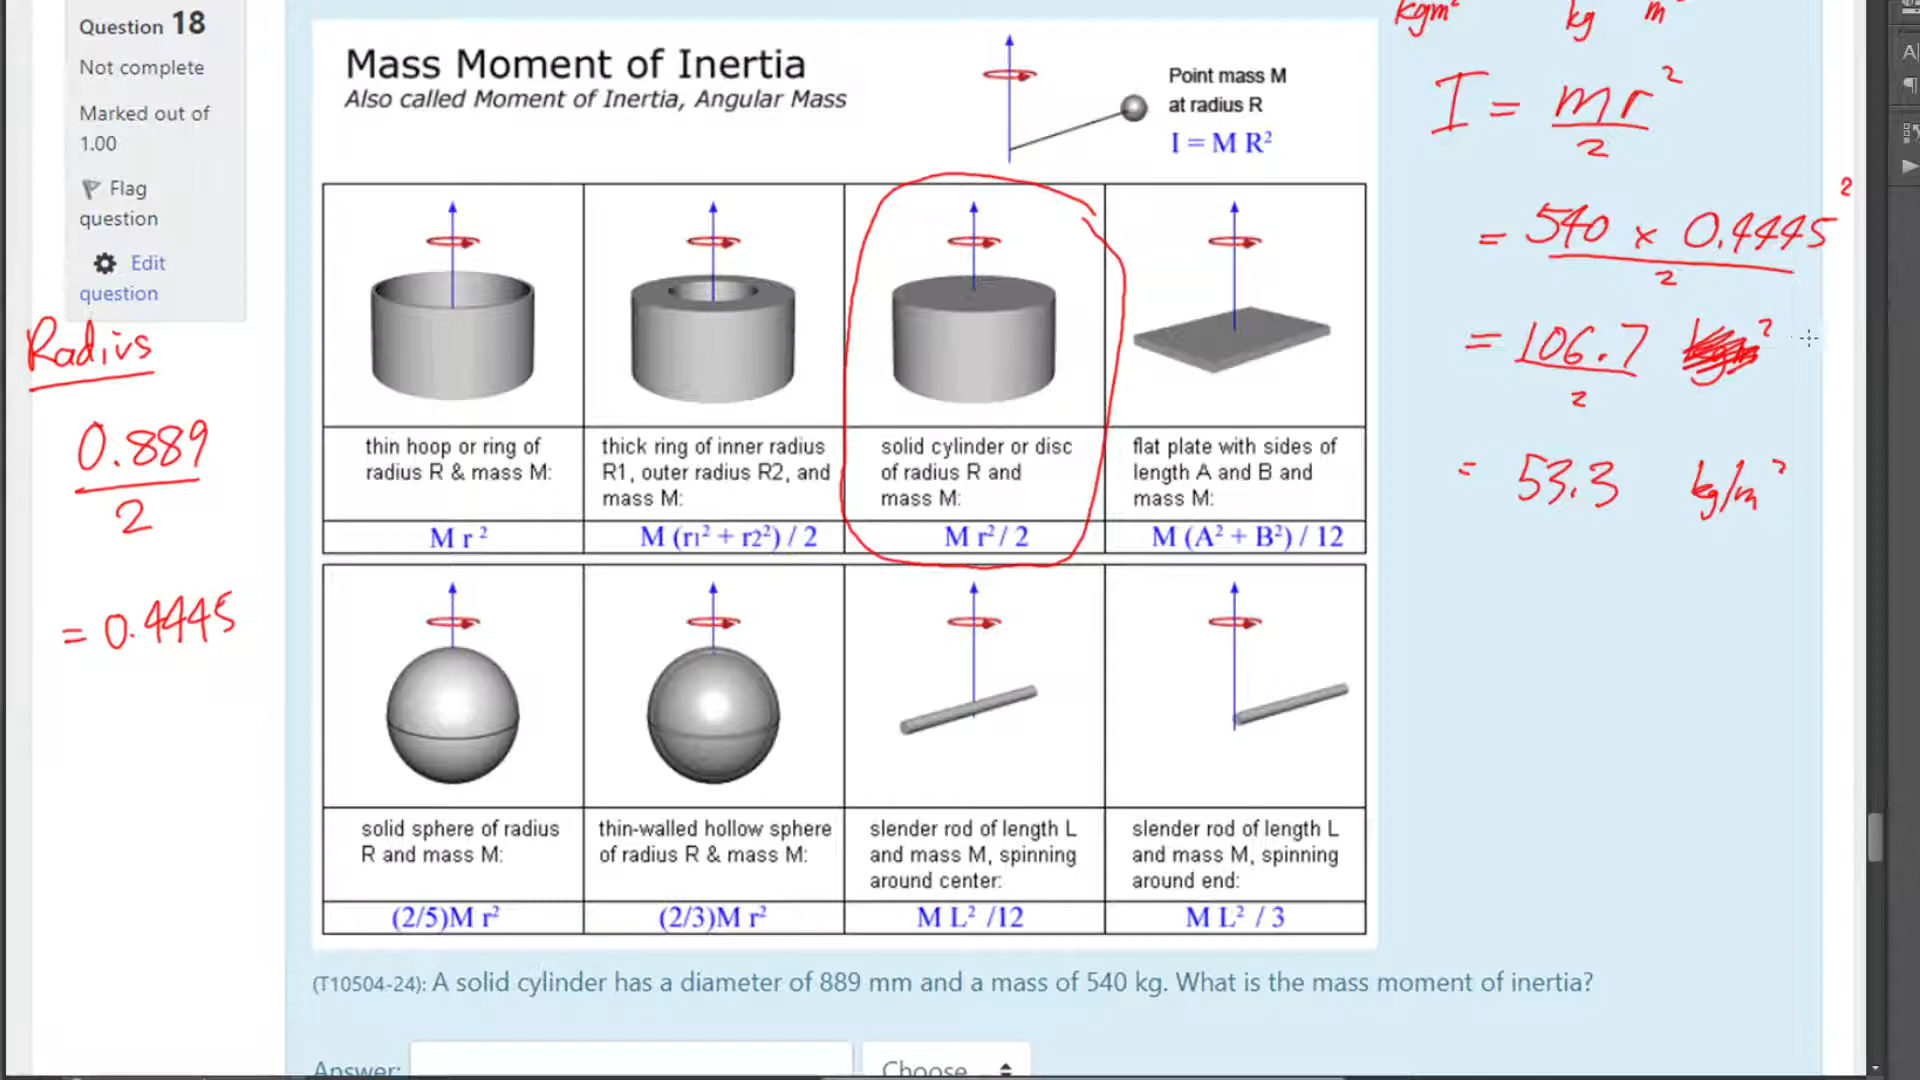 Question 18
Not complete
Marked out of
1.00
Flag
question
Edit
question
Radius
0.889
2
= 0.4445
Mass Moment of Inertia
Also called Moment of Inertia, Angular Mass
Point mass M
at radius R
I = M R²
thin hoop or ring of
radius R & mass M:
M r²
thick ring of inner radius
R1, outer radius R2, and
mass M:
M (r1² + r2²) / 2
solid cylinder or disc
of radius R and
mass M:
M r² / 2
flat plate with sides of
length A and B and
mass M:
M (A² + B²) / 12
solid sphere of radius
R and mass M:
(2/5)M r²
thin-walled hollow sphere
of radius R & mass M:
(2/3)M r²
slender rod of length L
and mass M, spinning
around center:
M L² /12
slender rod of length L
and mass M, spinning
around end:
M L² / 3
(T10504-24): A solid cylinder has a diameter of 889 mm and a mass of 540 kg. What is the mass moment of inertia?
Answer:
Choose...
kgm² kg m²
I = mr²
2
= 540 × 0.4445²
2
= 106.7
2
= 53.3 kg/m²